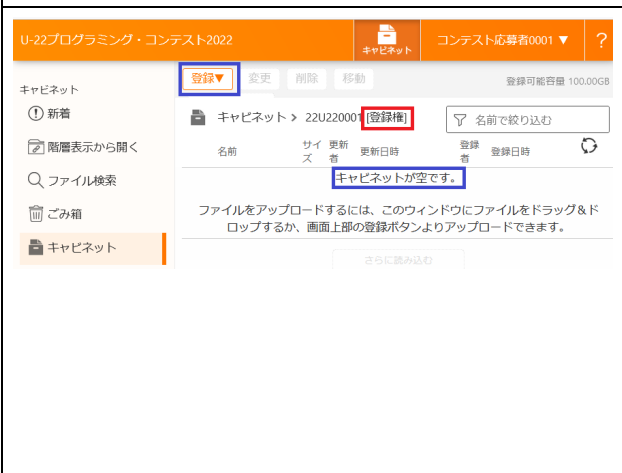 U-22プログラミング・コンテスト2022
キャビネット
コンテスト応募者0001 ▼
?
キャビネット
新着
階層表示から開く
ファイル検索
ごみ箱
キャビネット
登録▼ 変更 削除 移動
登録可能容量 100.00GB
キャビネット > 22U220001 [登録権]
名前で絞り込む
名前 サイズ 更新者 更新日時 登録者 登録日時
キャビネットが空です。
ファイルをアップロードするには、このウィンドウにファイルをドラッグ&ド
ロップするか、画面上部の登録ボタンよりアップロードできます。
さらに読み込む